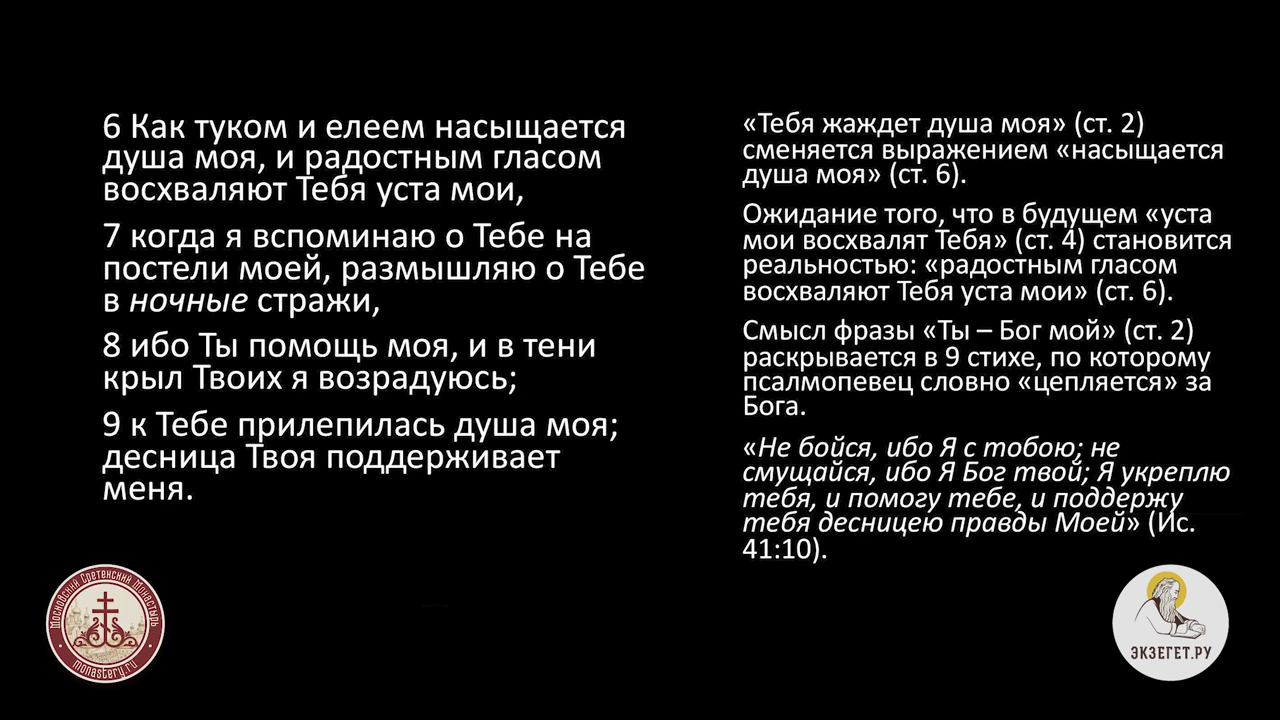 6 Как туком и елеем насыщается
душа моя, и радостным гласом
восхваляют Тебя уста мои,
7 когда я вспоминаю о Тебе на
постели моей, размышляю о Тебе
в ночные стражи,
8 ибо Ты помощь моя, и в тени
крыл Твоих я возрадуюсь;
9 к Тебе прилепилась душа моя;
десница Твоя поддерживает
меня.
«Тебя жаждет душа моя» (ст. 2)
сменяется выражением «насыщается
душа моя» (ст. 6).
Ожидание того, что в будущем «уста
мои восхвалят Тебя» (ст. 4) становится
реальностью: «радостным гласом
восхваляют Тебя уста мои» (ст. 6).
Смысл фразы «Ты – Бог мой» (ст. 2)
раскрывается в 9 стихе, по которому
псалмопевец словно «цепляется» за
Бога.
«Не бойся, ибо Я с тобою; не
смущайся, ибо Я Бог твой; Я укреплю
тебя, и помогу тебе, и поддержу
тебя десницею правды Моей» (Ис.
41:10).
Московский Сретенский Монастырь
monastery.ru
ЭКЗЕГЕТ.РУ